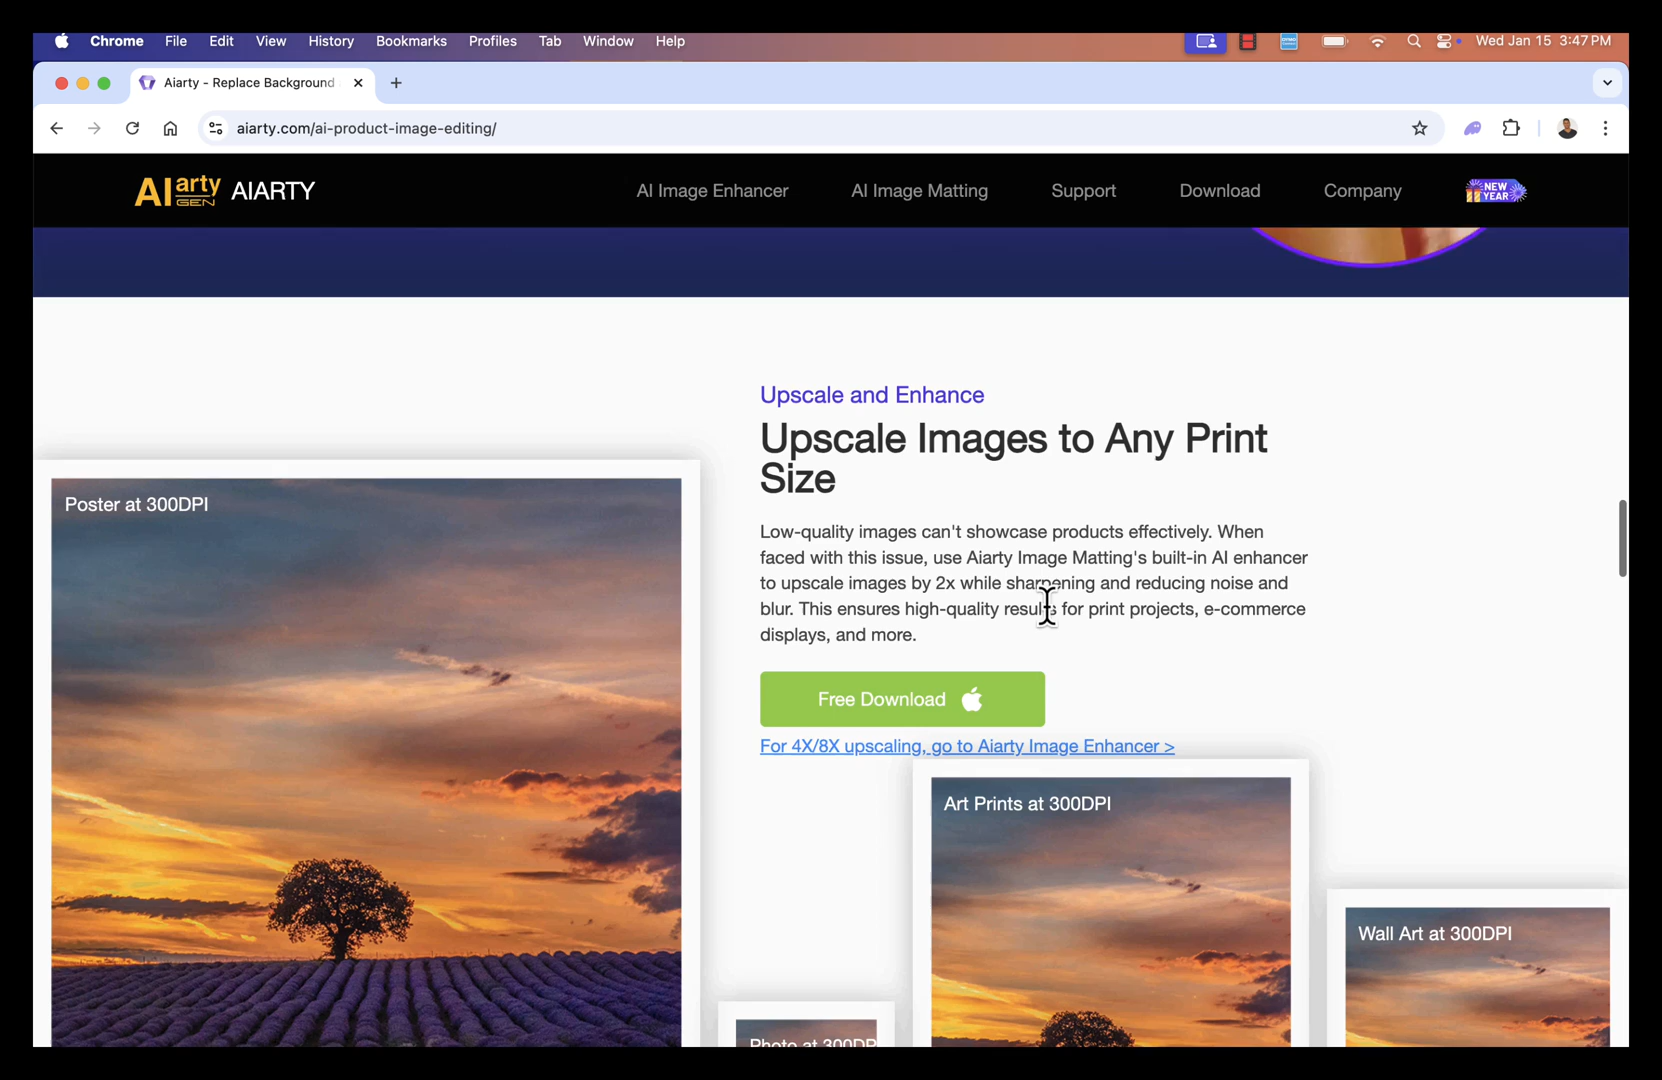 Chrome File Edit View History Bookmarks Profiles Tab Window Help Wed Jan 15 3:47 PM
Aiarty - Replace Background
aiarty.com/ai-product-image-editing/
AI arty GEN AIARTY AI Image Enhancer AI Image Matting Support Download Company NEW YEAR
Upscale and Enhance
Upscale Images to Any Print
Size
Low-quality images can't showcase products effectively. When
faced with this issue, use Aiarty Image Matting's built-in AI enhancer
to upscale images by 2x while sharpening and reducing noise and
blur. This ensures high-quality results for print projects, e-commerce
displays, and more.
Free Download
For 4X/8X upscaling, go to Aiarty Image Enhancer >
Poster at 300DPI
Art Prints at 300DPI
Wall Art at 300DPI
Photo at 300DP